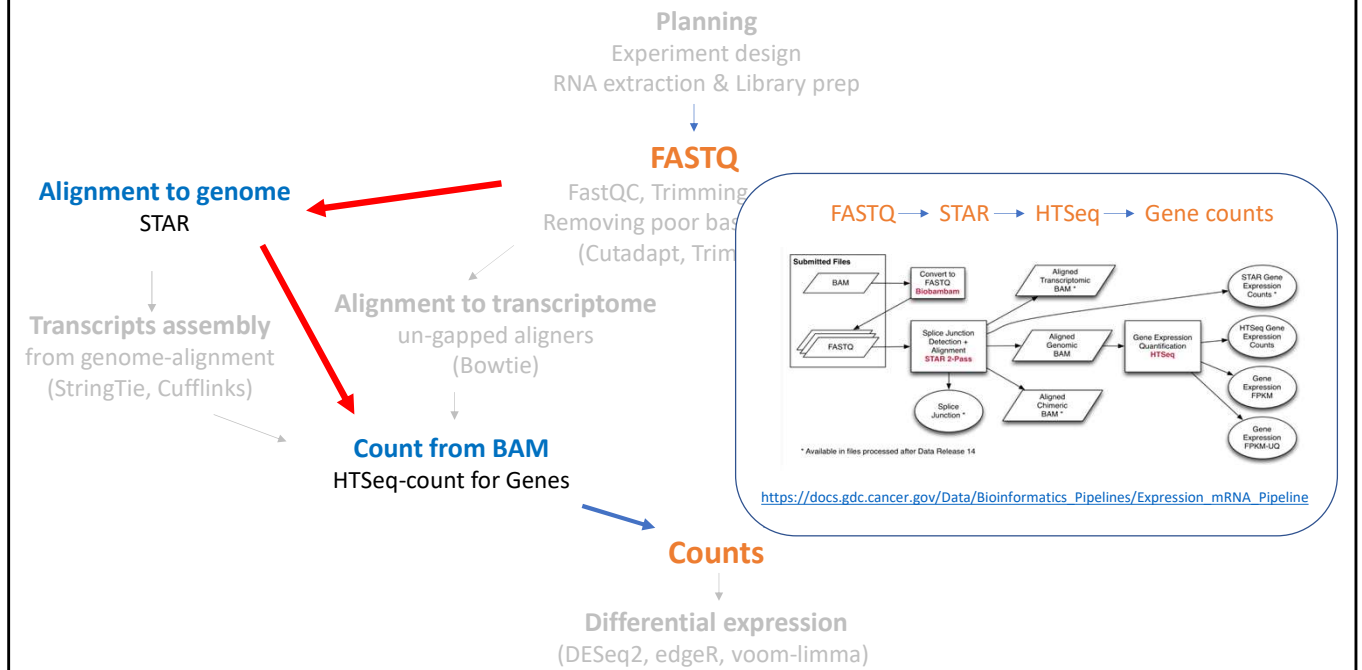 Planning
Experiment design
RNA extraction & Library prep
FASTQ
FastQC, Trimming
Removing poor bas
(Cutadapt, Trim
Alignment to genome
STAR
Transcripts assembly
from genome-alignment
(StringTie, Cufflinks)
Alignment to transcriptome
un-gapped aligners
(Bowtie)
Count from BAM
HTSeq-count for Genes
Counts
Differential expression
(DESeq2, edgeR, voom-limma)
FASTQ STAR HTSeq Gene counts
Submitted Files
BAM
FASTQ
Convert to
FASTQ
Biobambam
Splice Junction
Detection +
Alignment
STAR 2-Pass
Splice
Junction *
Aligned
Transcriptomic
BAM *
Aligned
Genomic
BAM
Aligned
Chimeric
BAM *
Gene Expression
Quantification
HTSeq
STAR Gene
Expression
Counts *
HTSeq Gene
Expression
Counts
Gene
Expression
FPKM
Gene
Expression
FPKM-UQ
* Available in files processed after Data Release 14
https://docs.gdc.cancer.gov/Data/Bioinformatics_Pipelines/Expression_mRNA_Pipeline